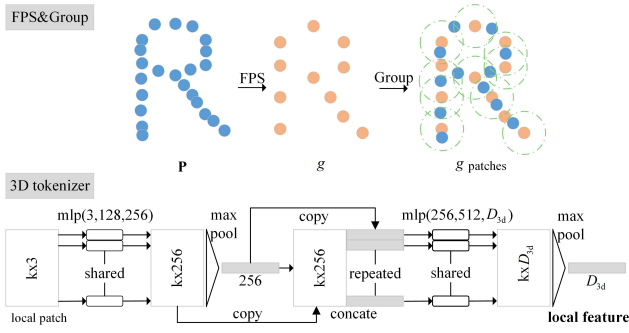 FPS&Group
FPS
Group
P
g
g patches
3D tokenizer
mlp(3,128,256)
max
pool
copy
mlp(256,512,D3d)
max
pool
kx3
shared
kx256
256
kx256
repeated
shared
kxD3d
D3d
local patch
copy
concate
local feature